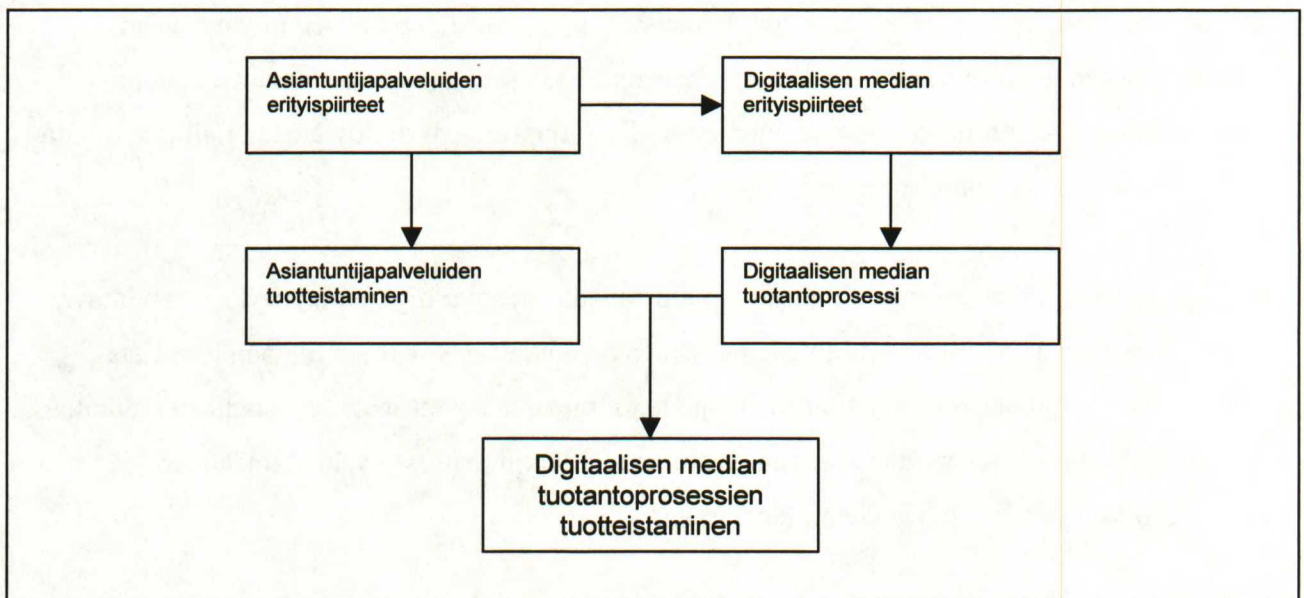 Asiantuntijapalveluiden
erityispiirteet
Digitaalisen median
erityispiirteet
Asiantuntijapalveluiden
tuotteistaminen
Digitaalisen median
tuotantoprosessi
Digitaalisen median
tuotantoprosessien
tuotteistaminen